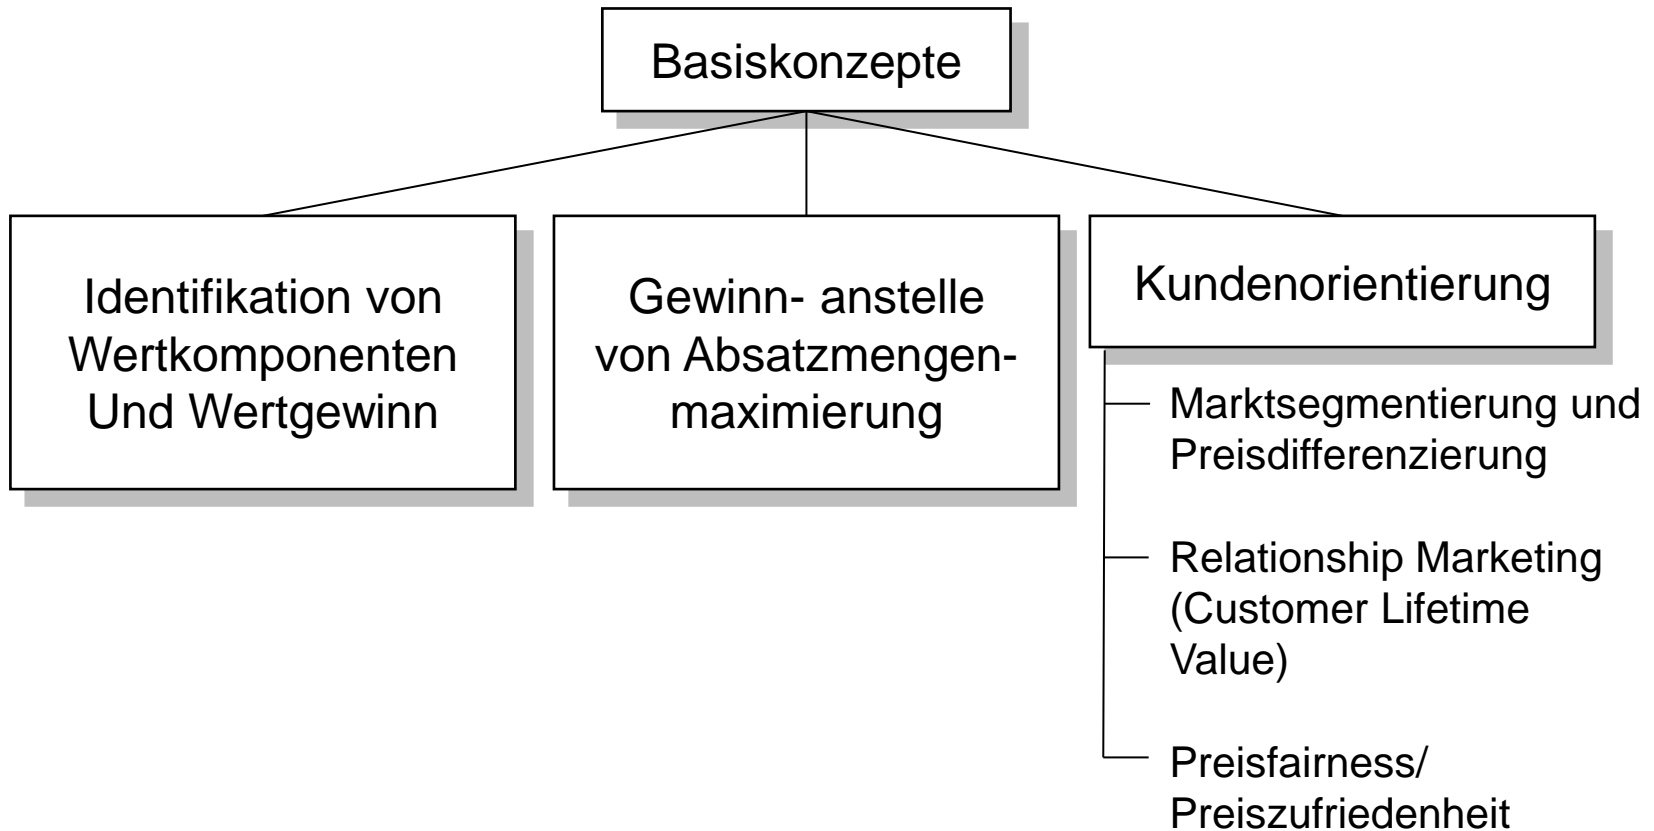 Basiskonzepte
Identifikation von
Wertkomponenten
Und Wertgewinn
Gewinn- anstelle
von Absatzmengen-
maximierung
Kundenorientierung
Marktsegmentierung und
Preisdifferenzierung
Relationship Marketing
(Customer Lifetime
Value)
Preisfairness/
Preiszufriedenheit